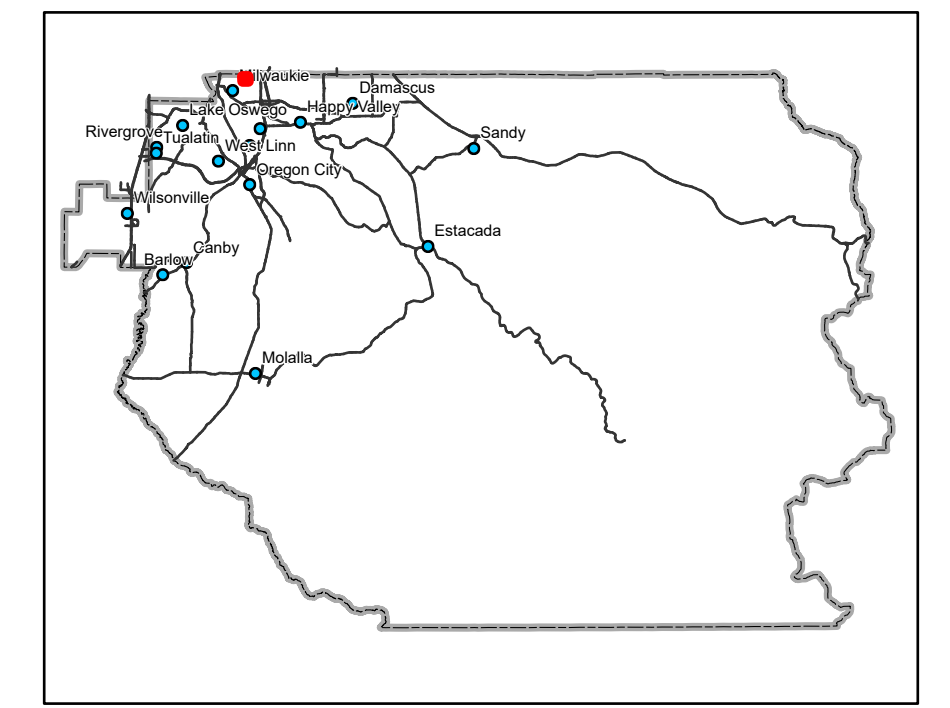 Milwaukie
Damascus
Lake Oswego
Happy Valley
Rivergrove
Tualatin
West Linn
Sandy
Oregon City
Wilsonville
Estacada
Canby
Barlow
Molalla